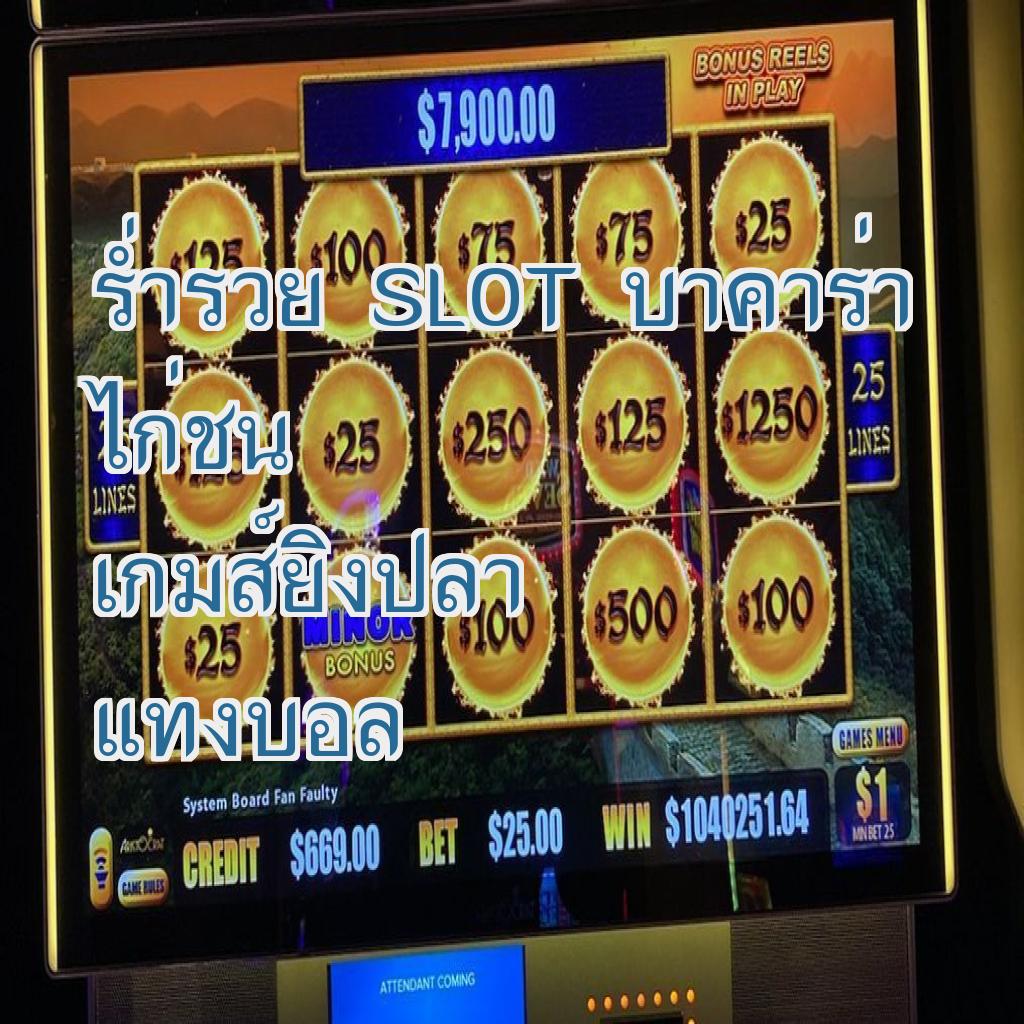 BONUS REELS
IN PLAY
$7,900.00
$125 $100 $75 $75 $25
ร่ำรวย SLOT บาคาร่า
25 LINES
ไก่ชน
$25 $250 $125 $1250
LINES
เกมส์ยิงปลา
$25 MINOR BONUS $100 $500 $100
แทงบอล
GAMES MENU
System Board Fan Faulty
$1
MIN BET 25
ARISTOCRAT
CREDIT $669.00 BET $25.00 WIN $1040251.64
GAME RULES
ATTENDANT COMING